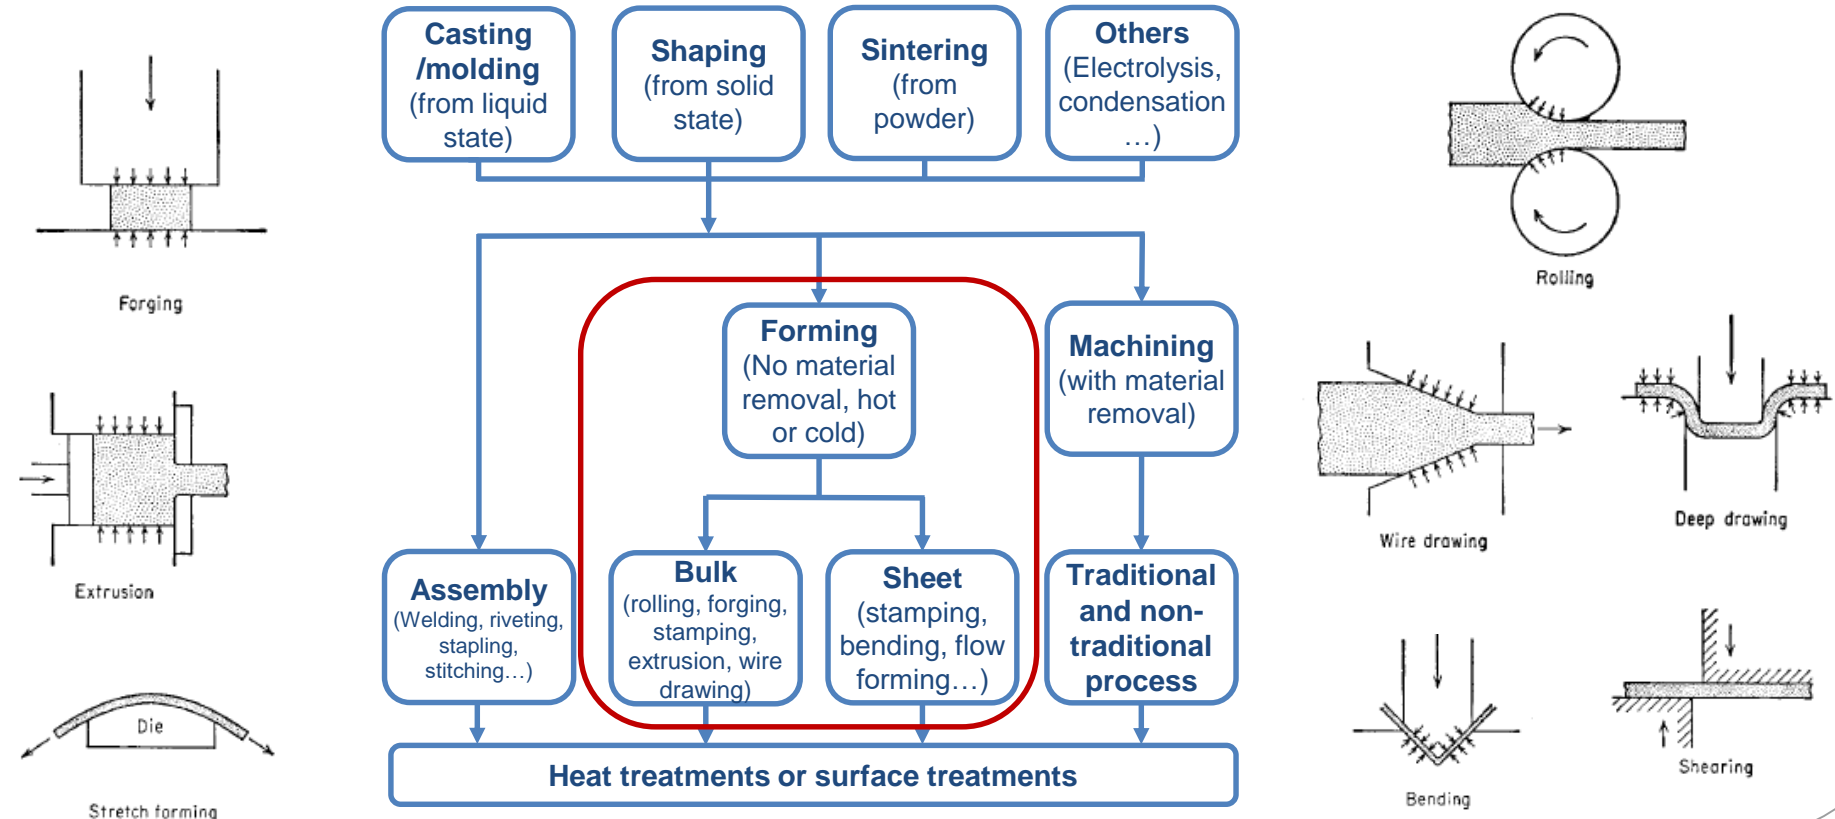 Casting
/molding
(from liquid
state)
Shaping
(from solid
state)
Sintering
(from
powder)
Others
(Electrolysis,
condensation
…)
Forging
Rolling
Forming
(No material
removal, hot
or cold)
Machining
(with material
removal)
Extrusion
Wire drawing
Deep drawing
Assembly
(Welding, riveting,
stapling,
stitching…)
Bulk
(rolling, forging,
stamping,
extrusion, wire
drawing)
Sheet
(stamping,
bending, flow
forming…)
Traditional
and non-
traditional
process
Die
Stretch forming
Bending
Shearing
Heat treatments or surface treatments